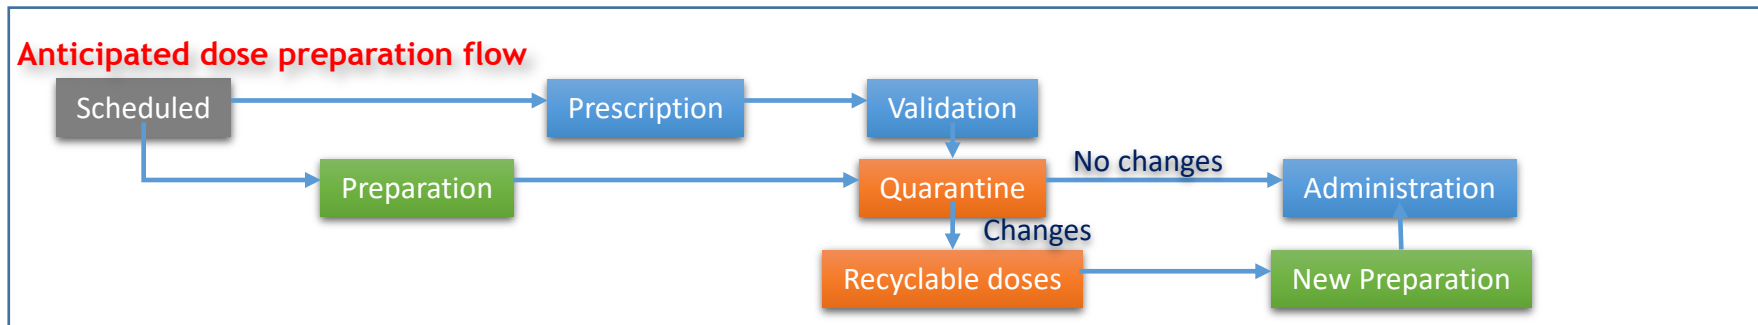 Anticipated dose preparation flow
Scheduled
Prescription
Validation
Preparation
Quarantine
No changes
Administration
Changes
Recyclable doses
New Preparation